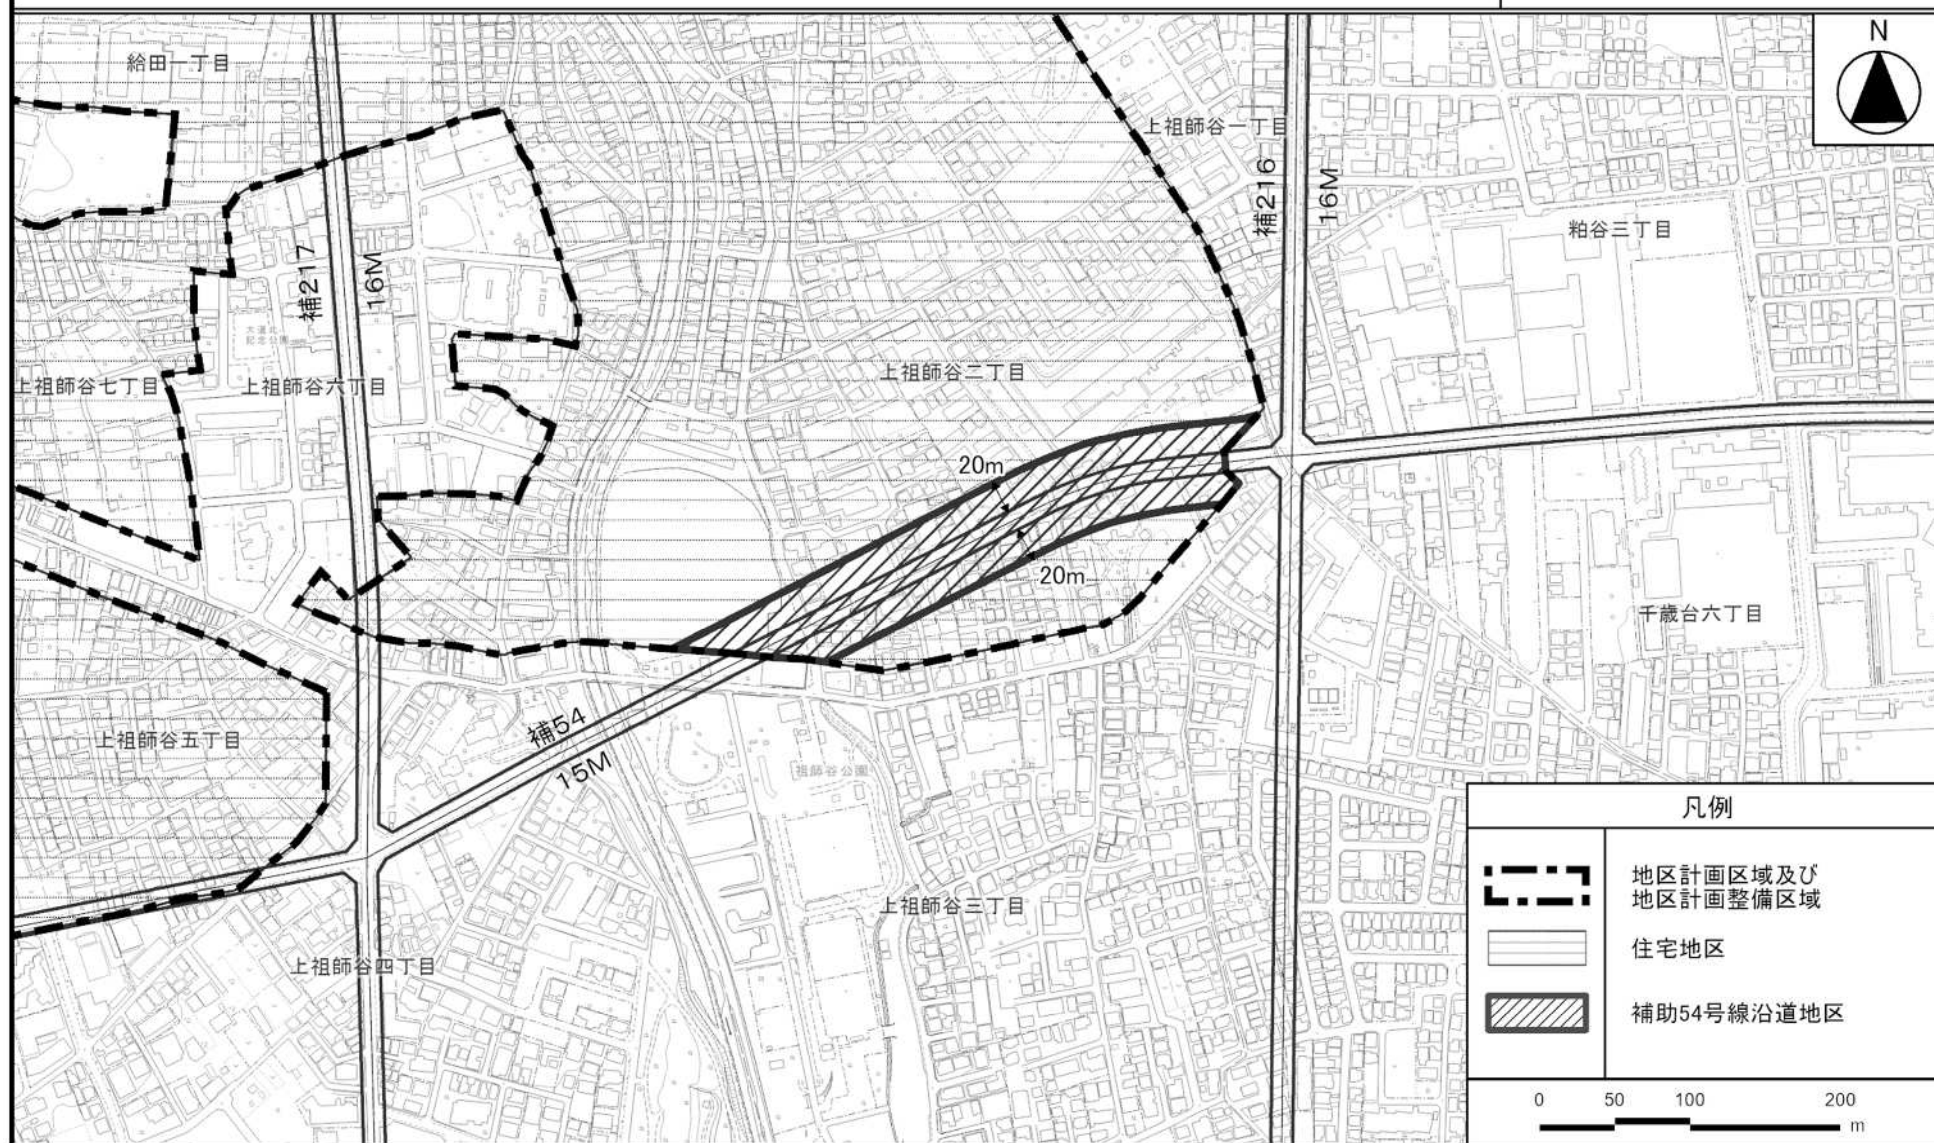 給田一丁目
N
上祖師谷一丁目
補216
16M
粕谷三丁目
補217
16M
上祖師谷七丁目
上祖師谷六丁目
上祖師谷二丁目
20m
20m
千歳台六丁目
補54
15M
上祖師谷五丁目
祖師谷公園
上祖師谷三丁目
上祖師谷四丁目
凡例
地区計画区域及び
地区計画整備区域
住宅地区
補助54号線沿道地区
0 50 100 200
m